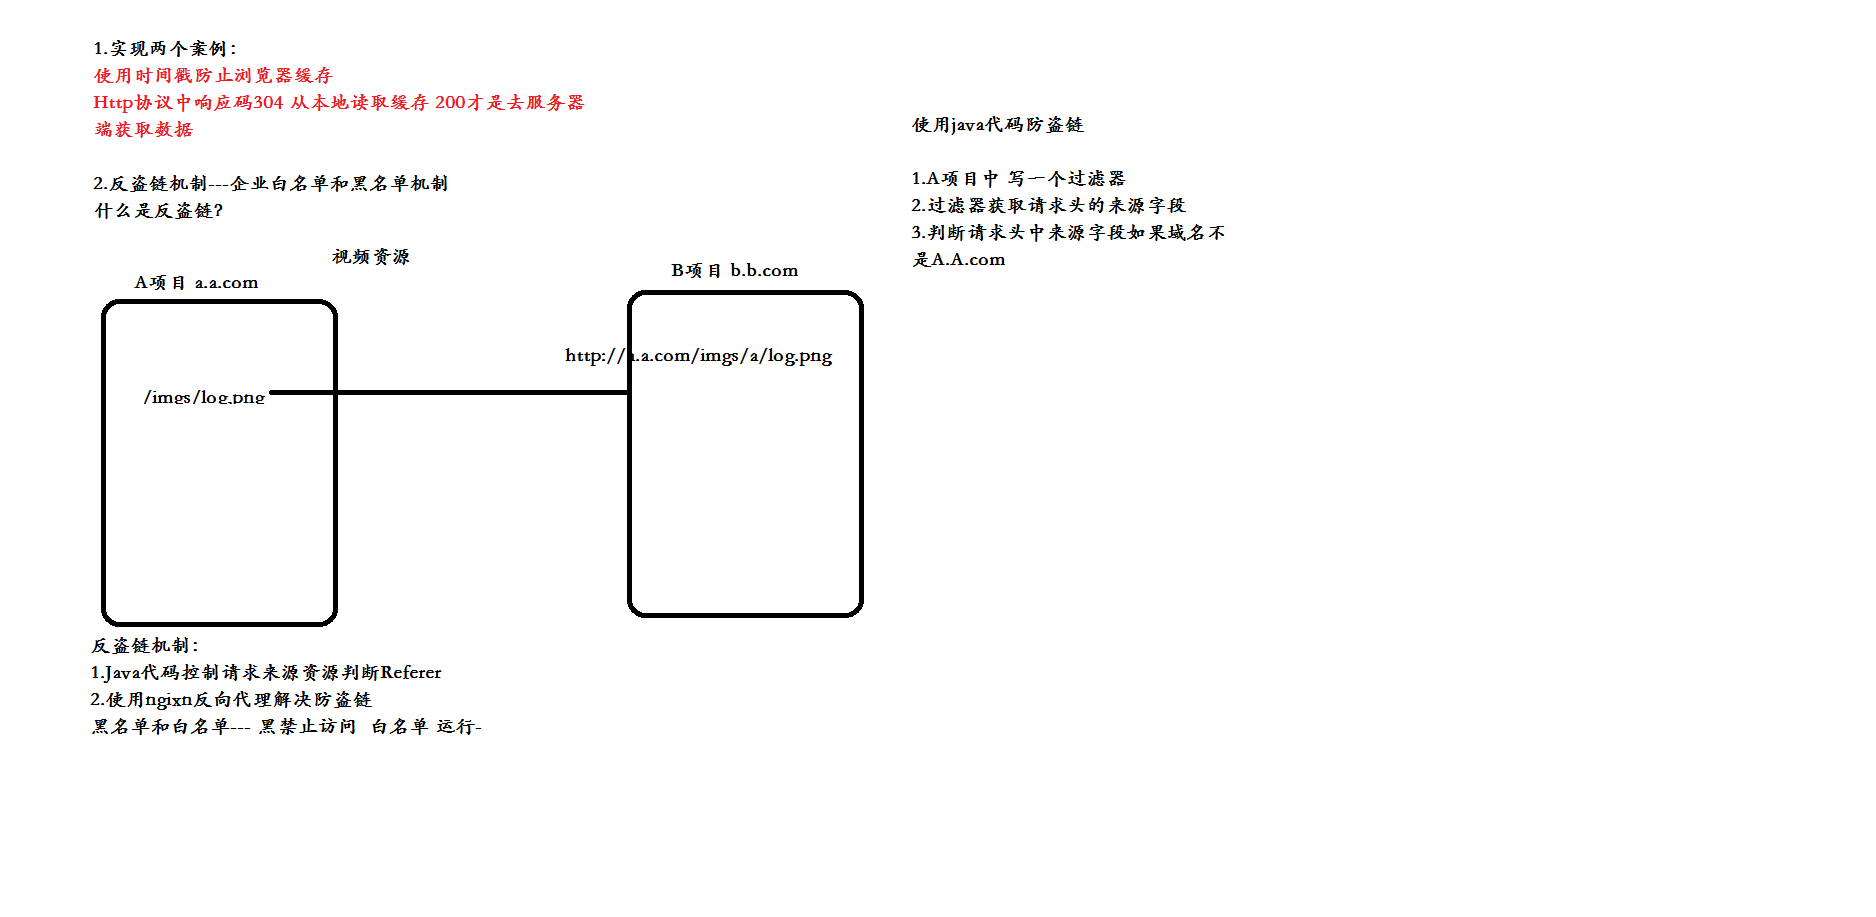 1.实现两个案例：
使用时间戳防止浏览器缓存
Http协议中响应码304 从本地读取缓存 200才是去服务器
端获取数据
2.反盗链机制---企业白名单和黑名单机制
什么是反盗链?
视频资源
A项目 a.a.com
B项目 b.b.com
http://a.a.com/imgs/a/log.png
/imgs/log.png
反盗链机制：
1.Java代码控制请求来源资源判断Referer
2.使用ngixn反向代理解决防盗链
黑名单和白名单--- 黑禁止访问 白名单 运行-
使用java代码防盗链
1.A项目中 写一个过滤器
2.过滤器获取请求头的来源字段
3.判断请求头中来源字段如果域名不
是A.A.com